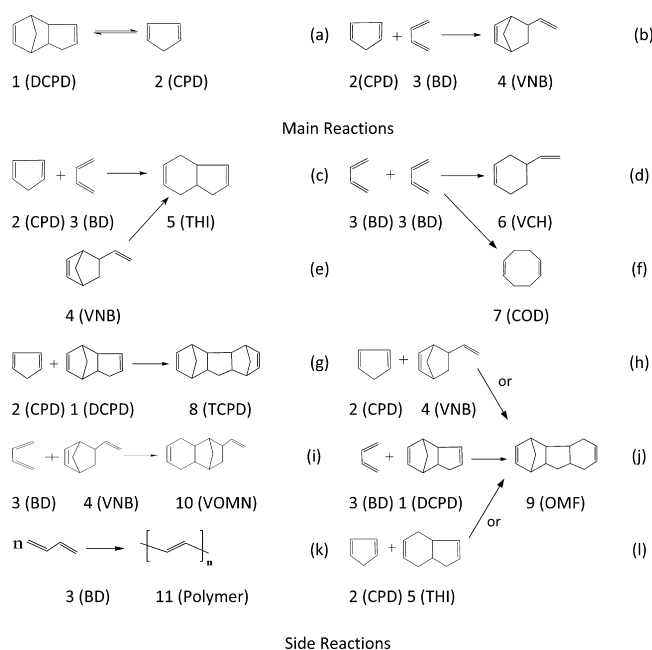 (a)
(b)
1 (DCPD) 2 (CPD) 2(CPD) + 3 (BD) 4 (VNB)
Main Reactions
+ + (c)
(d)
2 (CPD) 3 (BD) 5 (THI) 3 (BD) 3 (BD) 6 (VCH)
(e)
(f)
4 (VNB) 7 (COD)
+ (g)
+ (h)
or
2 (CPD) 1 (DCPD) 8 (TCPD) 2 (CPD) 4 (VNB)
+ (i)
+ (j)
3 (BD) 4 (VNB) 10 (VOMN) 3 (BD) 1 (DCPD) 9 (OMF)
or
n [ ]n (k)
+ (l)
3 (BD) 11 (Polymer) 2 (CPD) 5 (THI)
Side Reactions